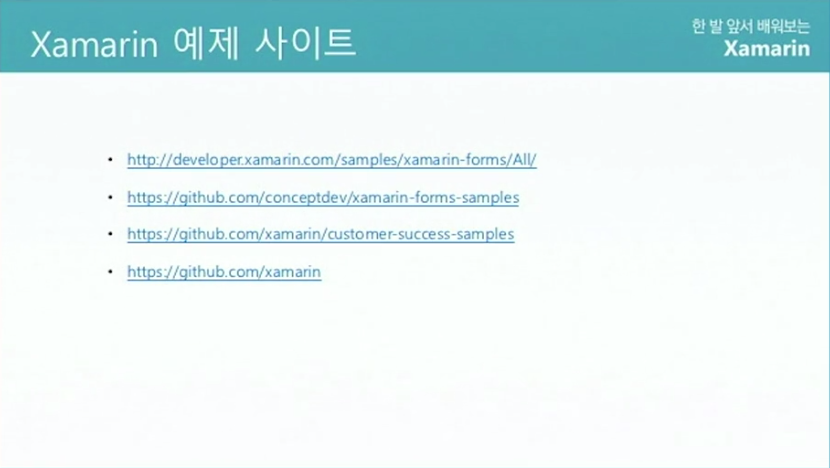 Xamarin 예제 사이트
한 발 앞서 배워보는
Xamarin
• http://developer.xamarin.com/samples/xamarin-forms/All/
• https://github.com/conceptdev/xamarin-forms-samples
• https://github.com/xamarin/customer-success-samples
• https://github.com/xamarin